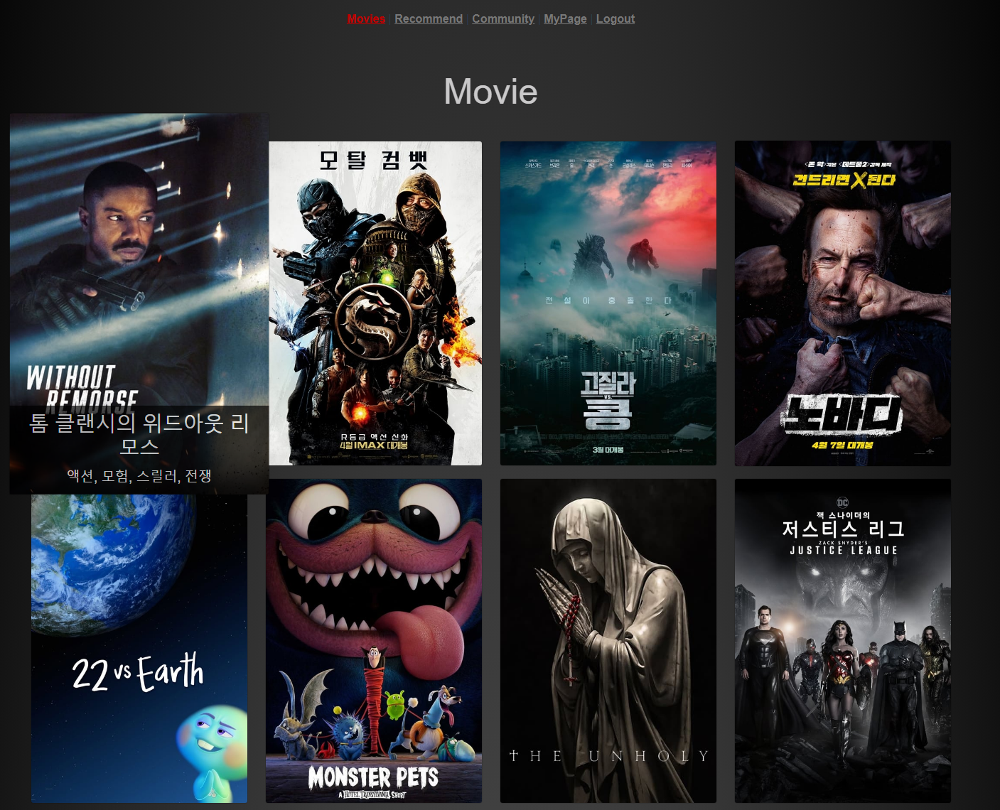 Movies | Recommend | Community | MyPage | Logout
Movie
WITHOUT
REMORSE
톰 클랜시의 위드아웃 리
모스
액션, 모험, 스릴러, 전쟁
모탈 컴뱃
R등급 액션 신화
4월 IMAX 대개봉
전설이 충돌한다
고질라
VS.
콩
3월 대개봉
<존 윅> 각본 <데드풀2> 감독 제작
건드리면 X된다
노바디
4월 7일 대개봉
22 vs Earth
MONSTER PETS
A HOTEL TRANSYLVANIA SHORT
THE UNHOLY
DC
잭 스나이더의
저스티스 리그
ZACK SNYDER'S
JUSTICE LEAGUE